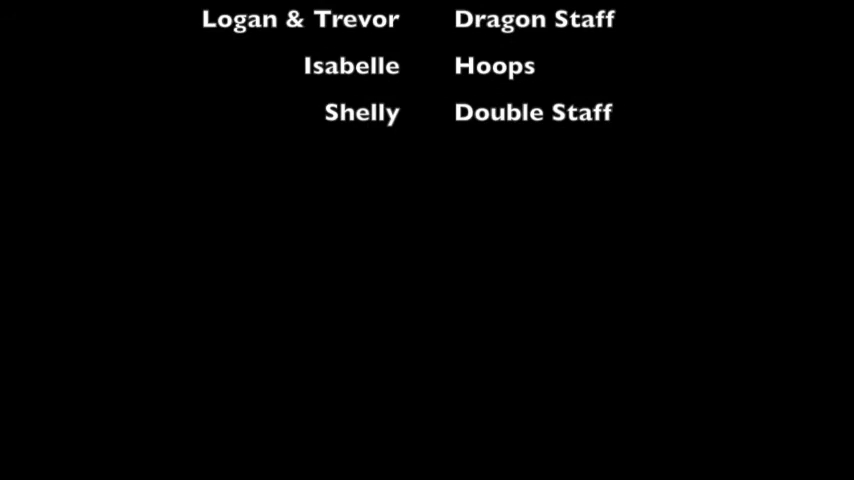 Logan & Trevor Dragon Staff
Isabelle Hoops
Shelly Double Staff